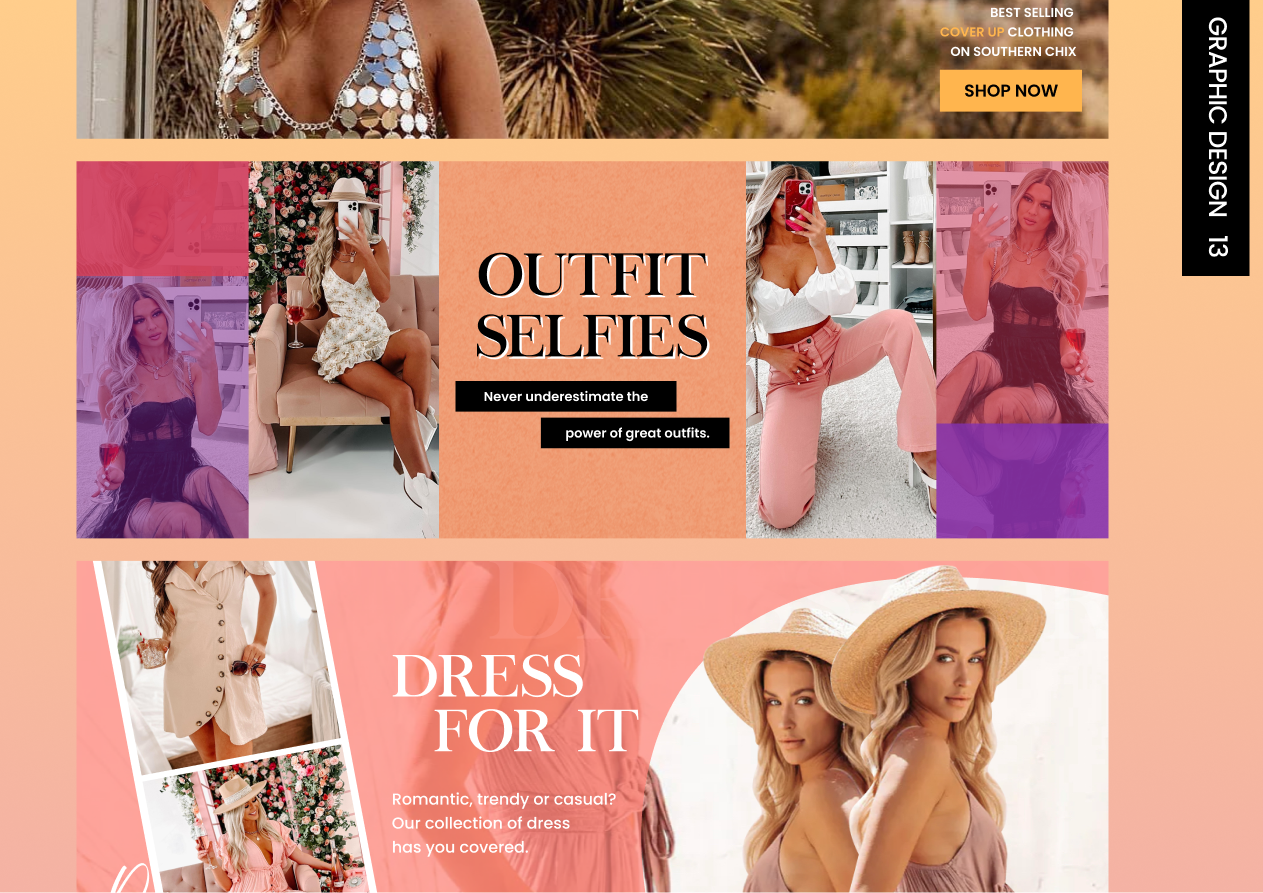 BEST SELLING
COVER UP CLOTHING
ON SOUTHERN CHIX
SHOP NOW
GRAPHIC DESIGN 13
OUTFIT
SELFIES
Never underestimate the
power of great outfits.
DRESS
FOR IT
Romantic, trendy or casual?
Our collection of dress
has you covered.